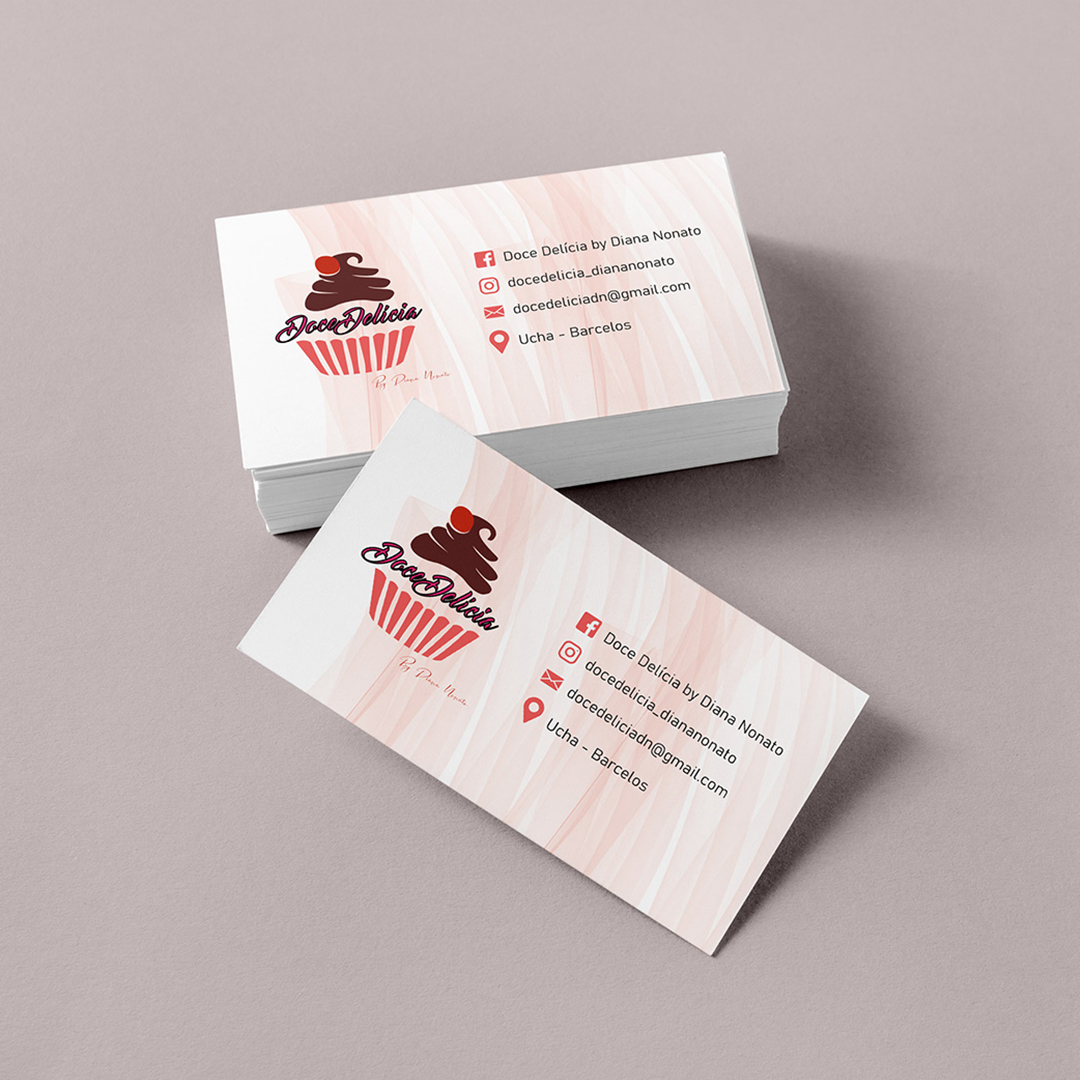 DoceDelícia
By Diana Nonato
Doce Delícia by Diana Nonato
docedelicia_diananonato
docedeliciadn@gmail.com
Ucha - Barcelos
DoceDelícia
By Diana Nonato
Doce Delícia by Diana Nonato
docedelicia_diananonato
docedeliciadn@gmail.com
Ucha - Barcelos